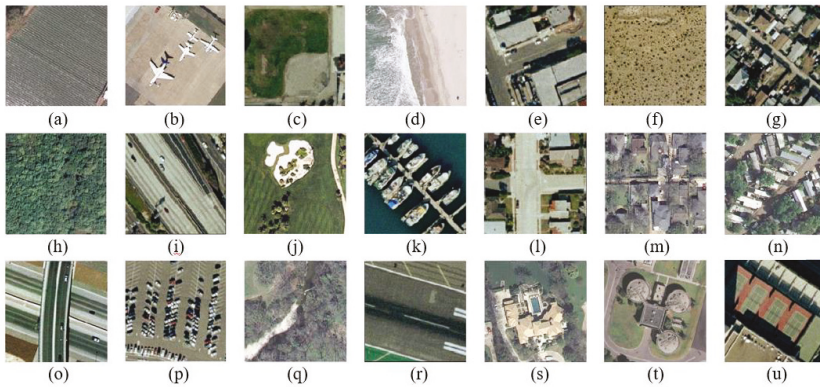 (a) (b) (c) (d) (e) (f) (g)
(h) (i) (j) (k) (l) (m) (n)
(o) (p) (q) (r) (s) (t) (u)